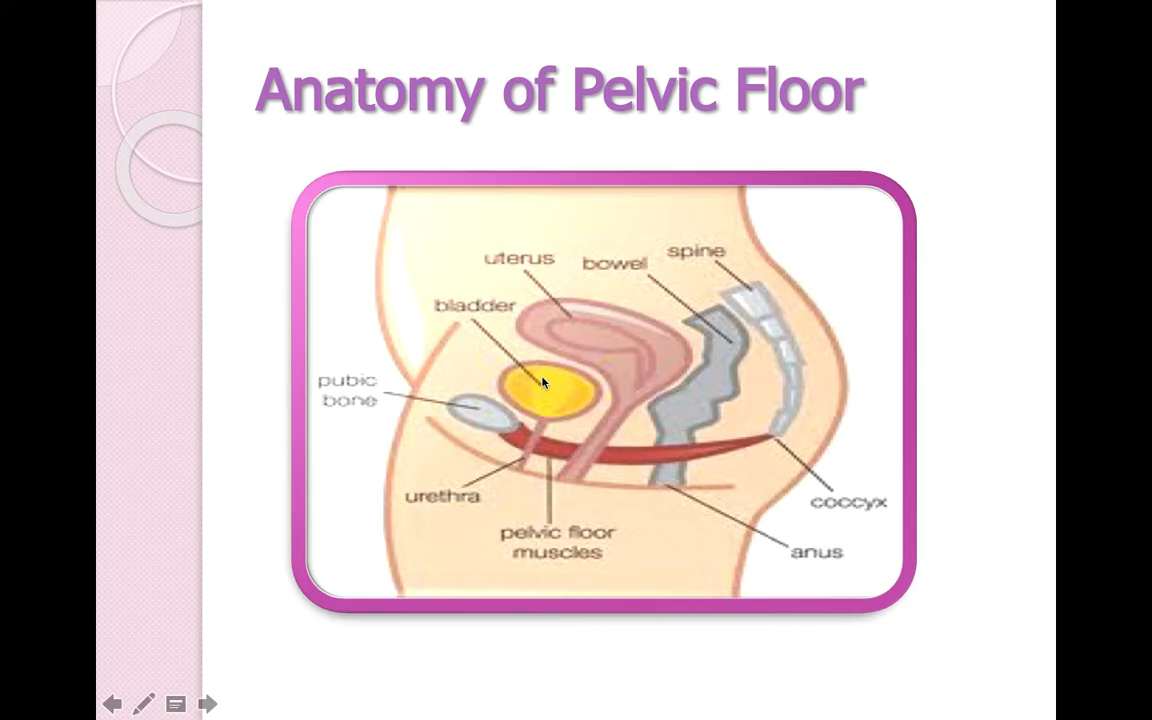 Anatomy of Pelvic Floor
spine
uterus
bowel
bladder
pubic
bone
urethra
coccyx
pelvic floor
muscles
anus